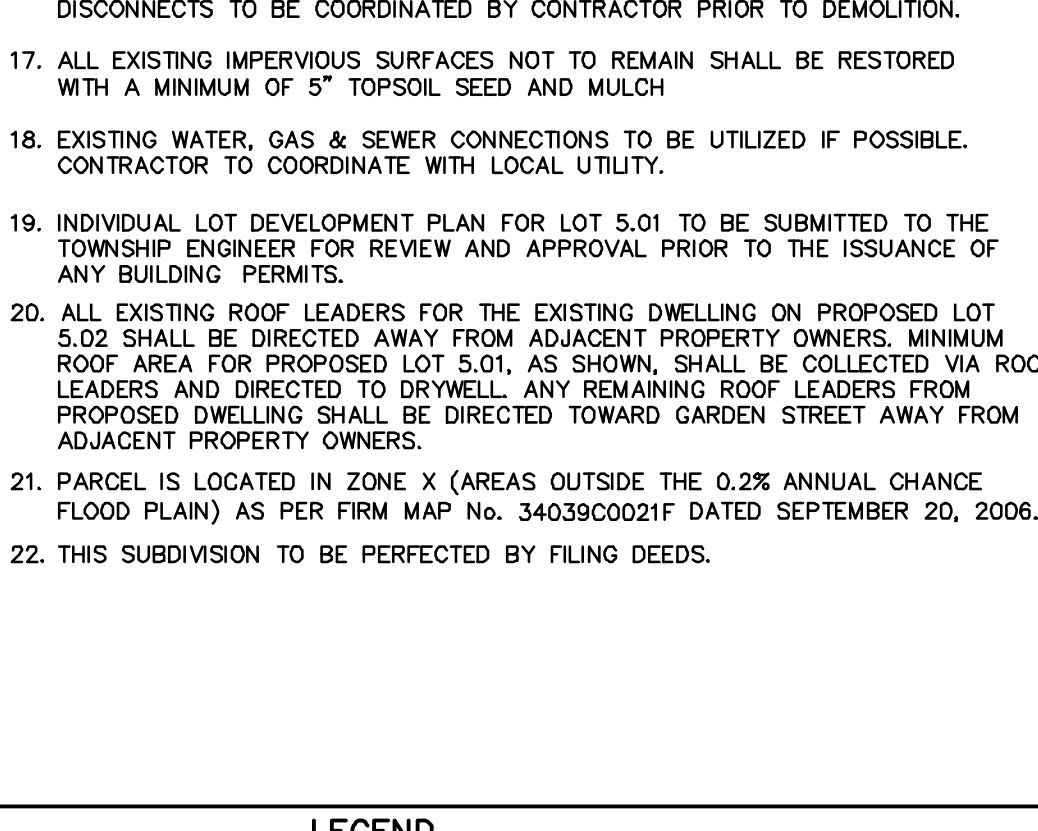 DISCONNECTS TO BE COORDINATED BY CONTRACTOR PRIOR TO DEMOLITION.
17. ALL EXISTING IMPERVIOUS SURFACES NOT TO REMAIN SHALL BE RESTORED
WITH A MINIMUM OF 5" TOPSOIL SEED AND MULCH
18. EXISTING WATER, GAS & SEWER CONNECTIONS TO BE UTILIZED IF POSSIBLE.
CONTRACTOR TO COORDINATE WITH LOCAL UTILITY.
19. INDIVIDUAL LOT DEVELOPMENT PLAN FOR LOT 5.01 TO BE SUBMITTED TO THE
TOWNSHIP ENGINEER FOR REVIEW AND APPROVAL PRIOR TO THE ISSUANCE OF
ANY BUILDING PERMITS.
20. ALL EXISTING ROOF LEADERS FOR THE EXISTING DWELLING ON PROPOSED LOT
5.02 SHALL BE DIRECTED AWAY FROM ADJACENT PROPERTY OWNERS. MINIMUM
ROOF AREA FOR PROPOSED LOT 5.01, AS SHOWN, SHALL BE COLLECTED VIA
LEADERS AND DIRECTED TO DRYWELL. ANY REMAINING ROOF LEADERS FROM
PROPOSED DWELLING SHALL BE DIRECTED TOWARD GARDEN STREET AWAY FROM
ADJACENT PROPERTY OWNERS.
21. PARCEL IS LOCATED IN ZONE X (AREAS OUTSIDE THE 0.2% ANNUAL CHANCE
FLOOD PLAIN) AS PER FIRM MAP No. 34039C0021F DATED SEPTEMBER 20, 2006.
22. THIS SUBDIVISION TO BE PERFECTED BY FILING DEEDS.
LEGEND